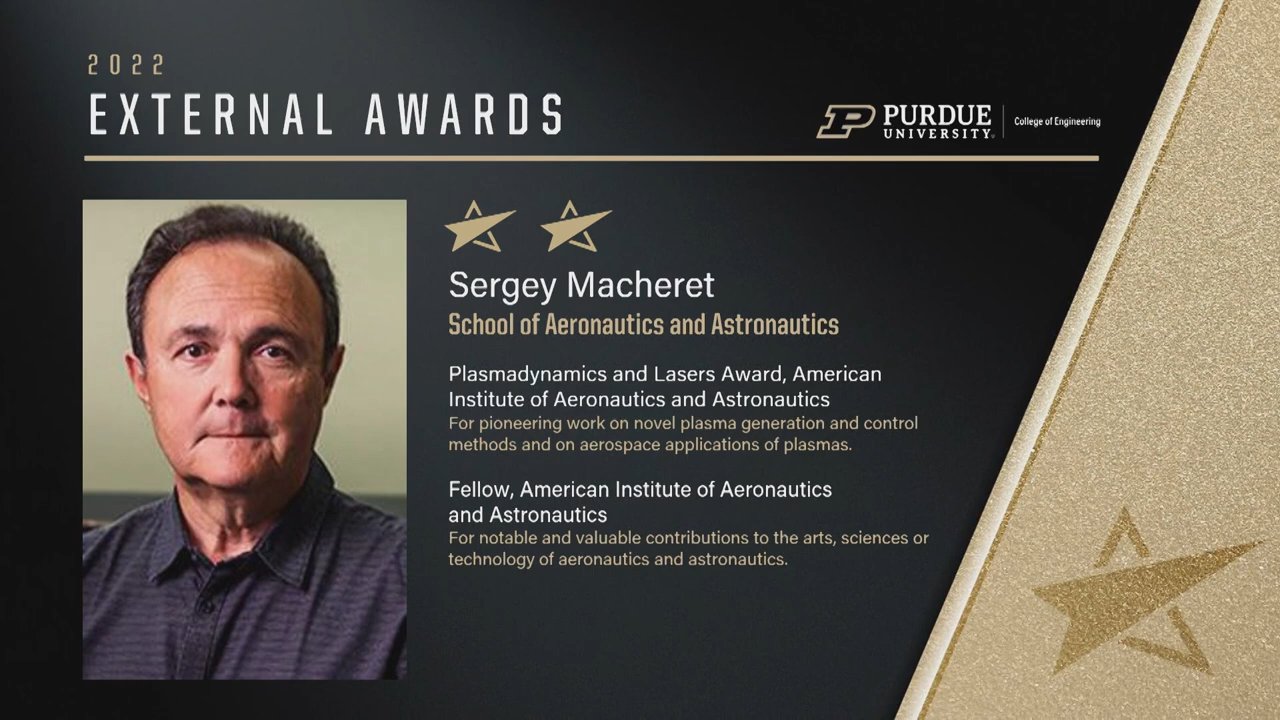 2022
EXTERNAL AWARDS
PURDUE
UNIVERSITY®
College of Engineering
Sergey Macheret
School of Aeronautics and Astronautics
Plasmadynamics and Lasers Award, American
Institute of Aeronautics and Astronautics
For pioneering work on novel plasma generation and control
methods and on aerospace applications of plasmas.
Fellow, American Institute of Aeronautics
and Astronautics
For notable and valuable contributions to the arts, sciences or
technology of aeronautics and astronautics.